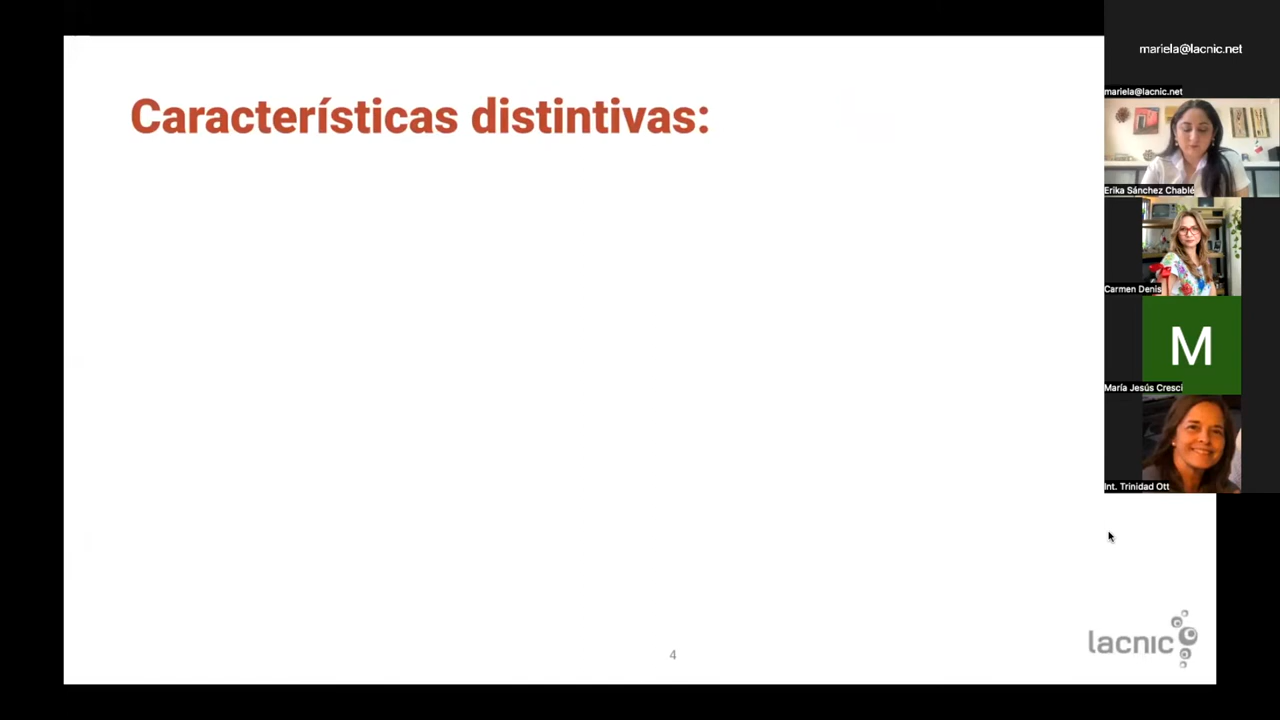 Características distintivas:
mariela@lacnic.net
mariela@lacnic.net
Erika Sánchez Chablé
Carmen Denis
M
María Jesús Cresci
Int. Trinidad Ott
lacnic
4